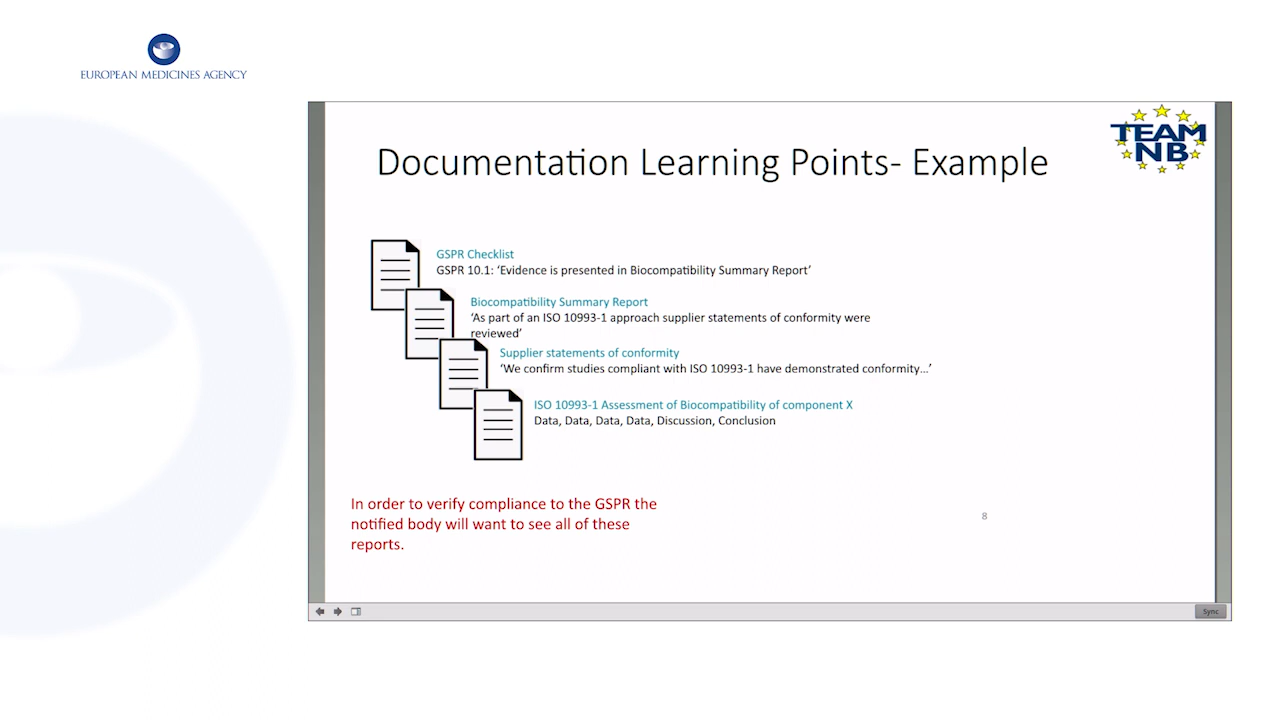 EUROPEAN MEDICINES AGENCY
TEAM
NB
Documentation Learning Points- Example
GSPR Checklist
GSPR 10.1: ‘Evidence is presented in Biocompatibility Summary Report’
Biocompatibility Summary Report
‘As part of an ISO 10993-1 approach supplier statements of conformity were
reviewed’
Supplier statements of conformity
‘We confirm studies compliant with ISO 10993-1 have demonstrated conformity…’
ISO 10993-1 Assessment of Biocompatibility of component X
Data, Data, Data, Data, Discussion, Conclusion
In order to verify compliance to the GSPR the
notified body will want to see all of these
reports.
8
Sync